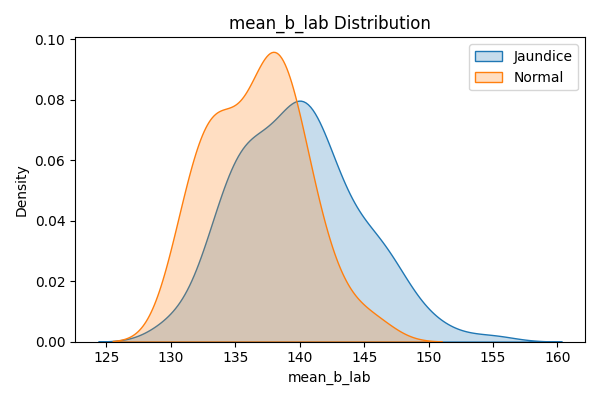 mean_b_lab Distribution
Jaundice
Normal
Density
0.10
0.08
0.06
0.04
0.02
0.00
125 130 135 140 145 150 155 160
mean_b_lab